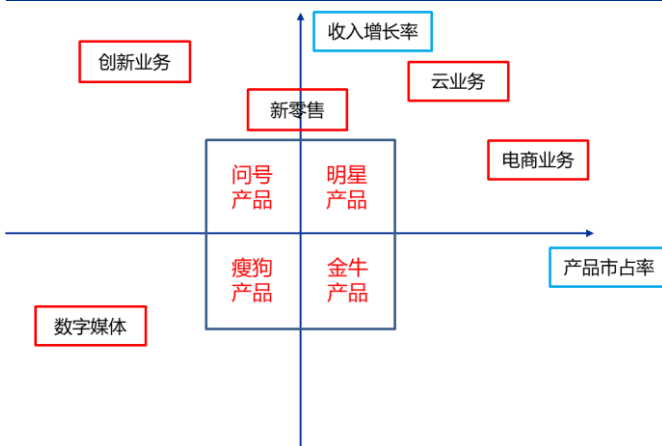 收入增长率
创新业务
云业务
新零售
电商业务
问号
产品
明星
产品
产品市占率
瘦狗
产品
金牛
产品
数字媒体